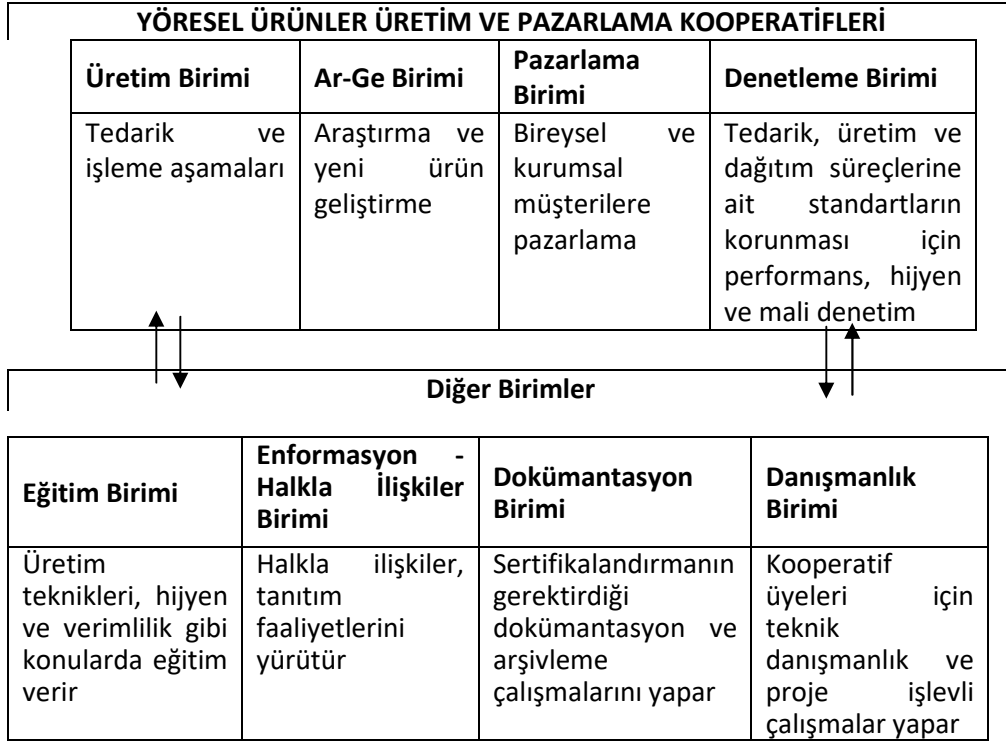 YÖRESEL ÜRÜNLER ÜRETİM VE PAZARLAMA KOOPERATİFLERİ
Üretim Birimi
Ar-Ge Birimi
Pazarlama
Birimi
Denetleme Birimi
Tedarik ve
işleme aşamaları
Araştırma ve
yeni ürün
geliştirme
Bireysel ve
kurumsal
müşterilere
pazarlama
Tedarik, üretim ve
dağıtım süreçlerine
ait standartların
korunması için
performans, hijyen
ve mali denetim
Diğer Birimler
Eğitim Birimi
Enformasyon -
Halkla İlişkiler
Birimi
Dokümantasyon
Birimi
Danışmanlık
Birimi
Üretim
teknikleri, hijyen
ve verimlilik gibi
konularda eğitim
verir
Halkla ilişkiler,
tanıtım
faaliyetlerini
yürütür
Sertifikalandırmanın
gerektirdiği
dokümantasyon ve
arşivleme
çalışmalarını yapar
Kooperatif
üyeleri için
teknik
danışmanlık ve
proje işlevli
çalışmalar yapar